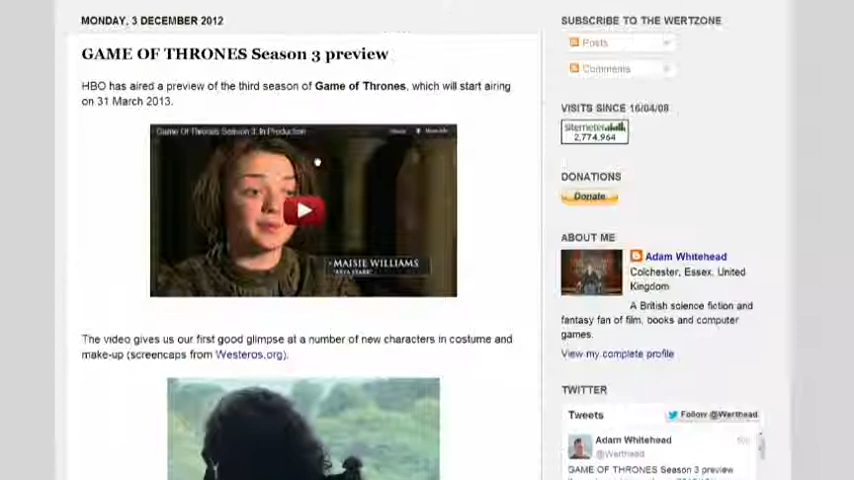 MONDAY, 3 DECEMBER 2012
GAME OF THRONES Season 3 preview
HBO has aired a preview of the third season of Game of Thrones, which will start airing
on 31 March 2013.
Game Of Thrones Season 3: In Production
MAISIE WILLIAMS
"ARYA STARK"
The video gives us our first good glimpse at a number of new characters in costume and
make-up (screencaps from Westeros.org).
SUBSCRIBE TO THE WERTZONE
Posts
Comments
VISITS SINCE 16/04/08
sitemeter
2,774,964
DONATIONS
Donate
ABOUT ME
Adam Whitehead
Colchester, Essex, United
Kingdom
A British science fiction and
fantasy fan of film, books and computer
games.
View my complete profile
TWITTER
Tweets
Follow @Werthead
Adam Whitehead
@Werthead
GAME OF THRONES Season 3 preview